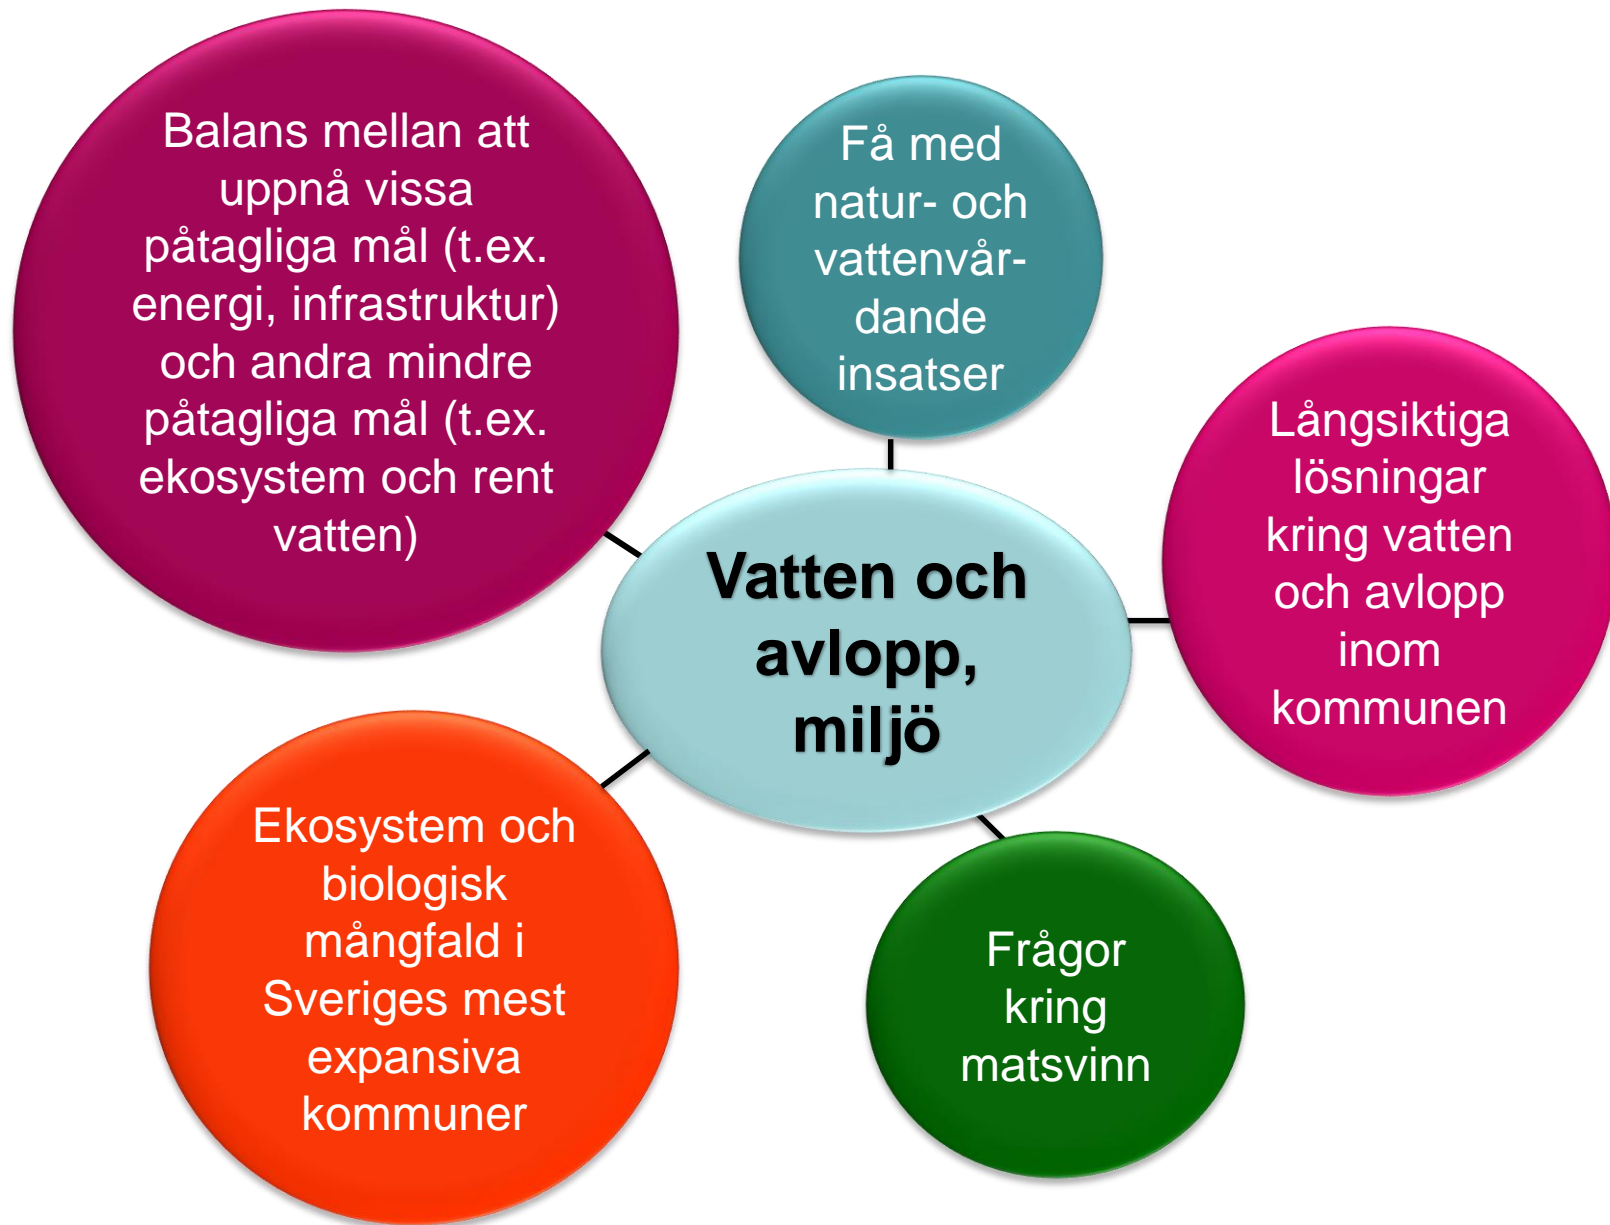 Balans mellan att
uppnå vissa
påtagliga mål (t.ex.
energi, infrastruktur)
och andra mindre
påtagliga mål (t.ex.
ekosystem och rent
vatten)
Få med
natur- och
vattenvår-
dande
insatser
Långsiktiga
lösningar
kring vatten
och avlopp
inom
kommunen
Vatten och
avlopp,
miljö
Ekosystem och
biologisk
mångfald i
Sveriges mest
expansiva
kommuner
Frågor
kring
matsvinn